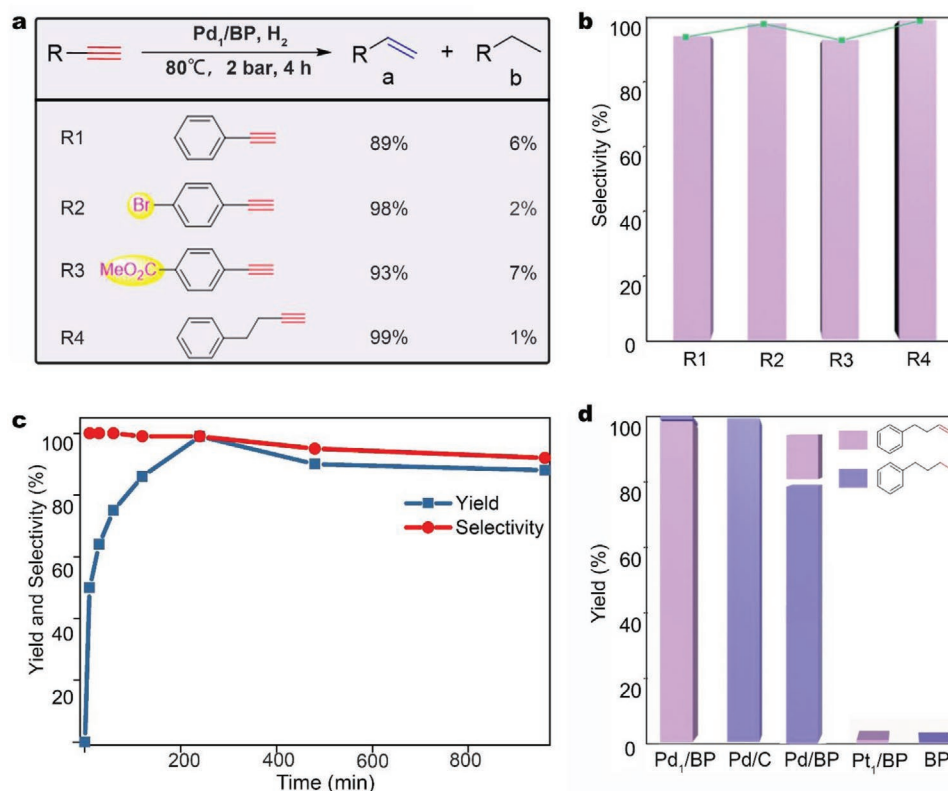 a
Pd₁/BP, H₂
R
80℃, 2 bar, 4 h
R
+
R
a
b
R1
89%
6%
R2
Br
98%
2%
R3
MeO₂C
93%
7%
R4
99%
1%
b
100
80
60
40
20
0
Selectivity (%)
R1 R2 R3 R4
c
100
80
60
40
20
0
Yield and Selectivity (%)
Yield
Selectivity
200 400 600 800
Time (min)
d
100
80
60
40
20
0
Yield (%)
Pd₁/BP Pd/C Pd/BP Pt₁/BP BP